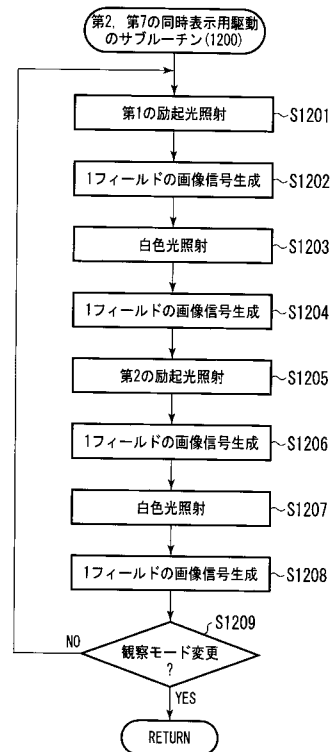 第2, 第7の同時表示用駆動
のサブルーチン(1200)
第1の励起光照射
S1201
1フィールドの画像信号生成
S1202
白色光照射
S1203
1フィールドの画像信号生成
S1204
第2の励起光照射
S1205
1フィールドの画像信号生成
S1206
白色光照射
S1207
1フィールドの画像信号生成
S1208
S1209
NO
観察モード変更
?
YES
RETURN